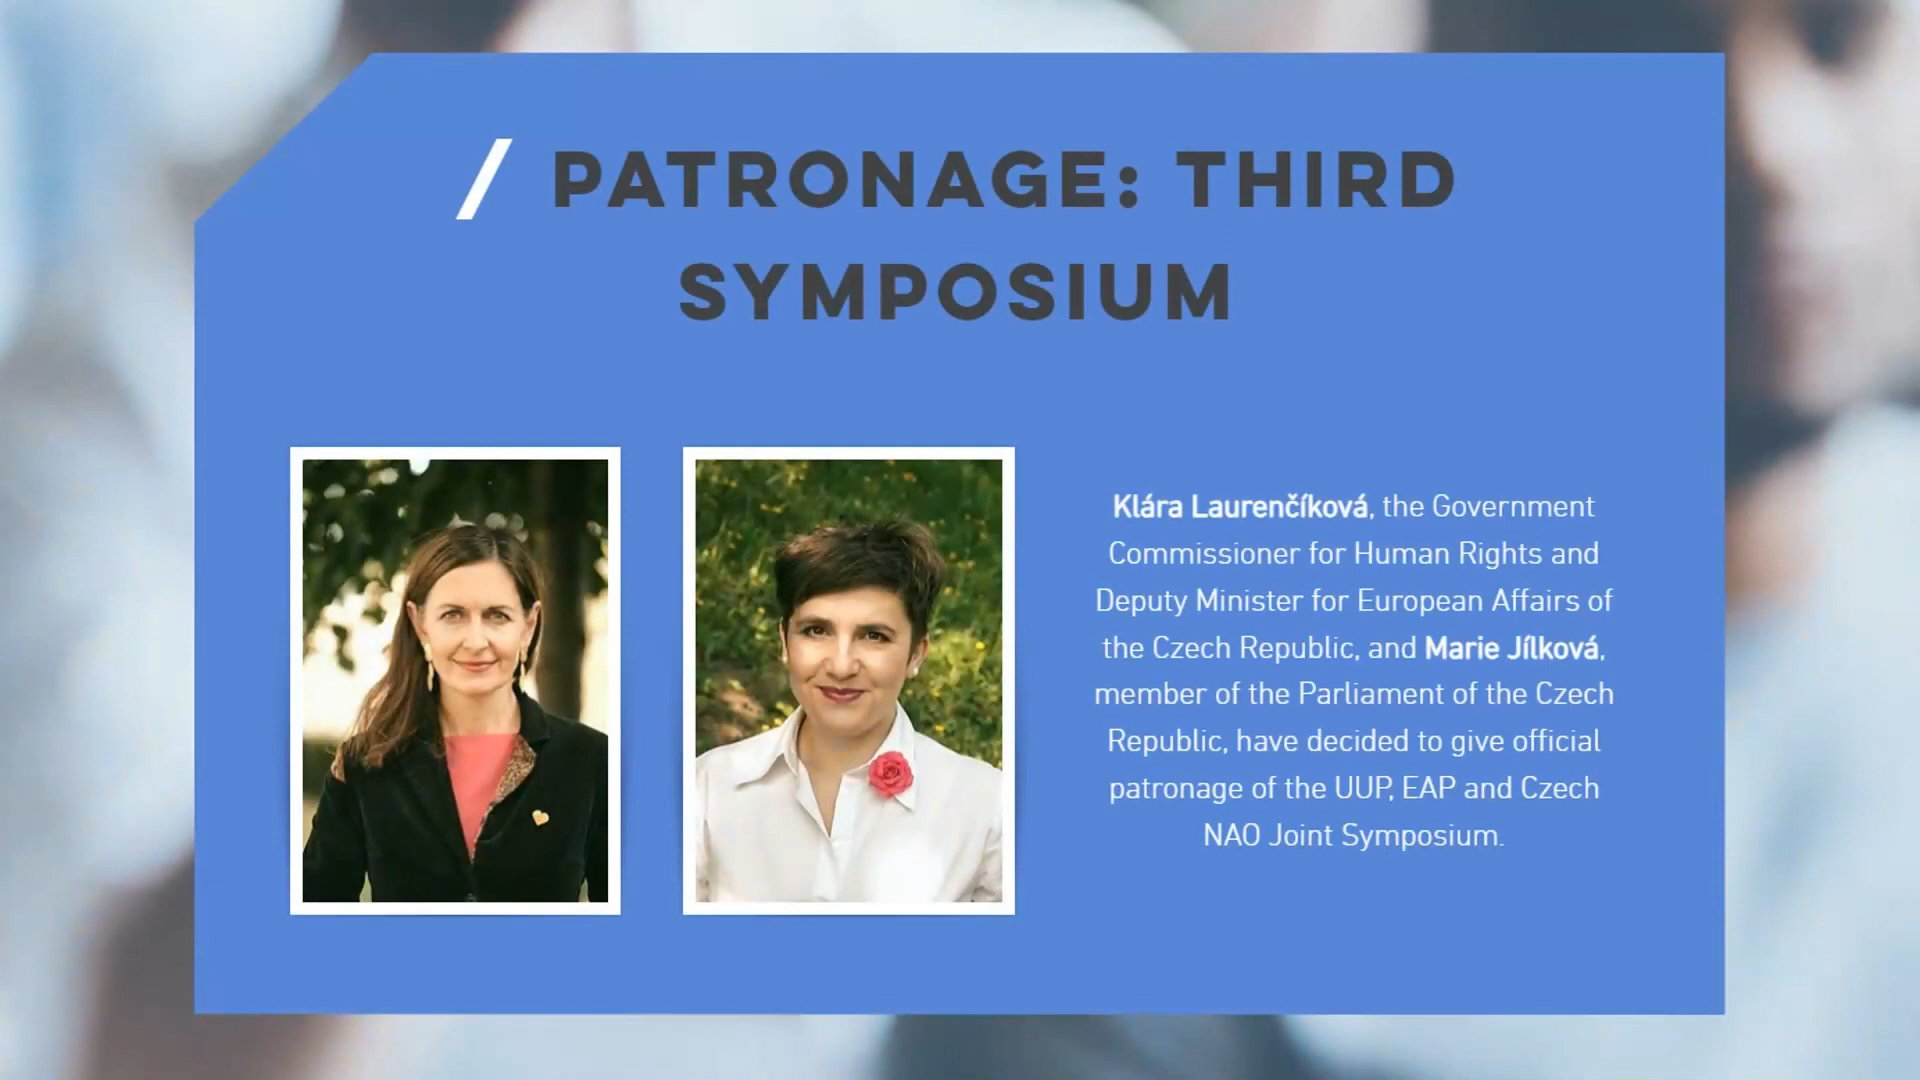 / PATRONAGE: THIRD
SYMPOSIUM
Klára Laurenčíková, the Government
Commissioner for Human Rights and
Deputy Minister for European Affairs of
the Czech Republic, and Marie Jílková,
member of the Parliament of the Czech
Republic, have decided to give official
patronage of the UUP, EAP and Czech
NAO Joint Symposium.